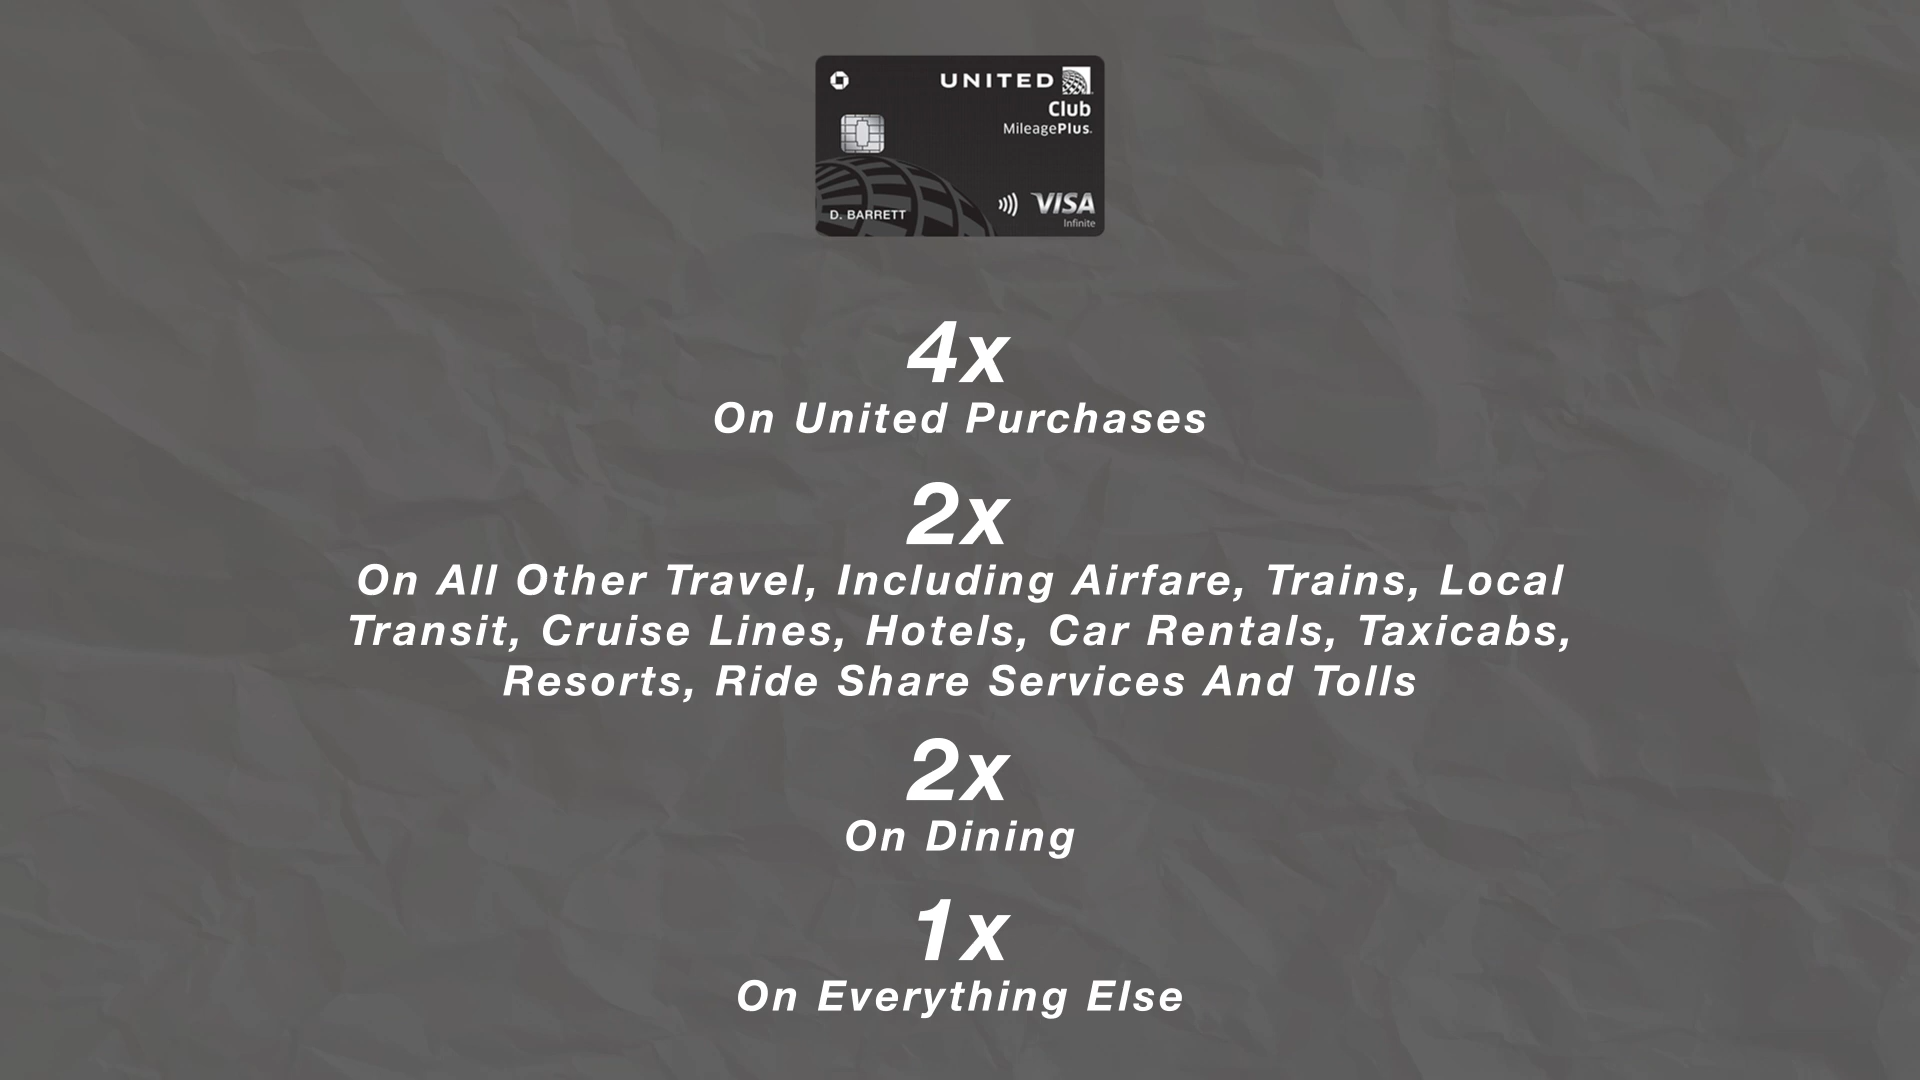 UNITED
Club
MileagePlus.
D. BARRETT
VISA
Infinite
4x
On United Purchases
2x
On All Other Travel, Including Airfare, Trains, Local
Transit, Cruise Lines, Hotels, Car Rentals, Taxicabs,
Resorts, Ride Share Services And Tolls
2x
On Dining
1x
On Everything Else